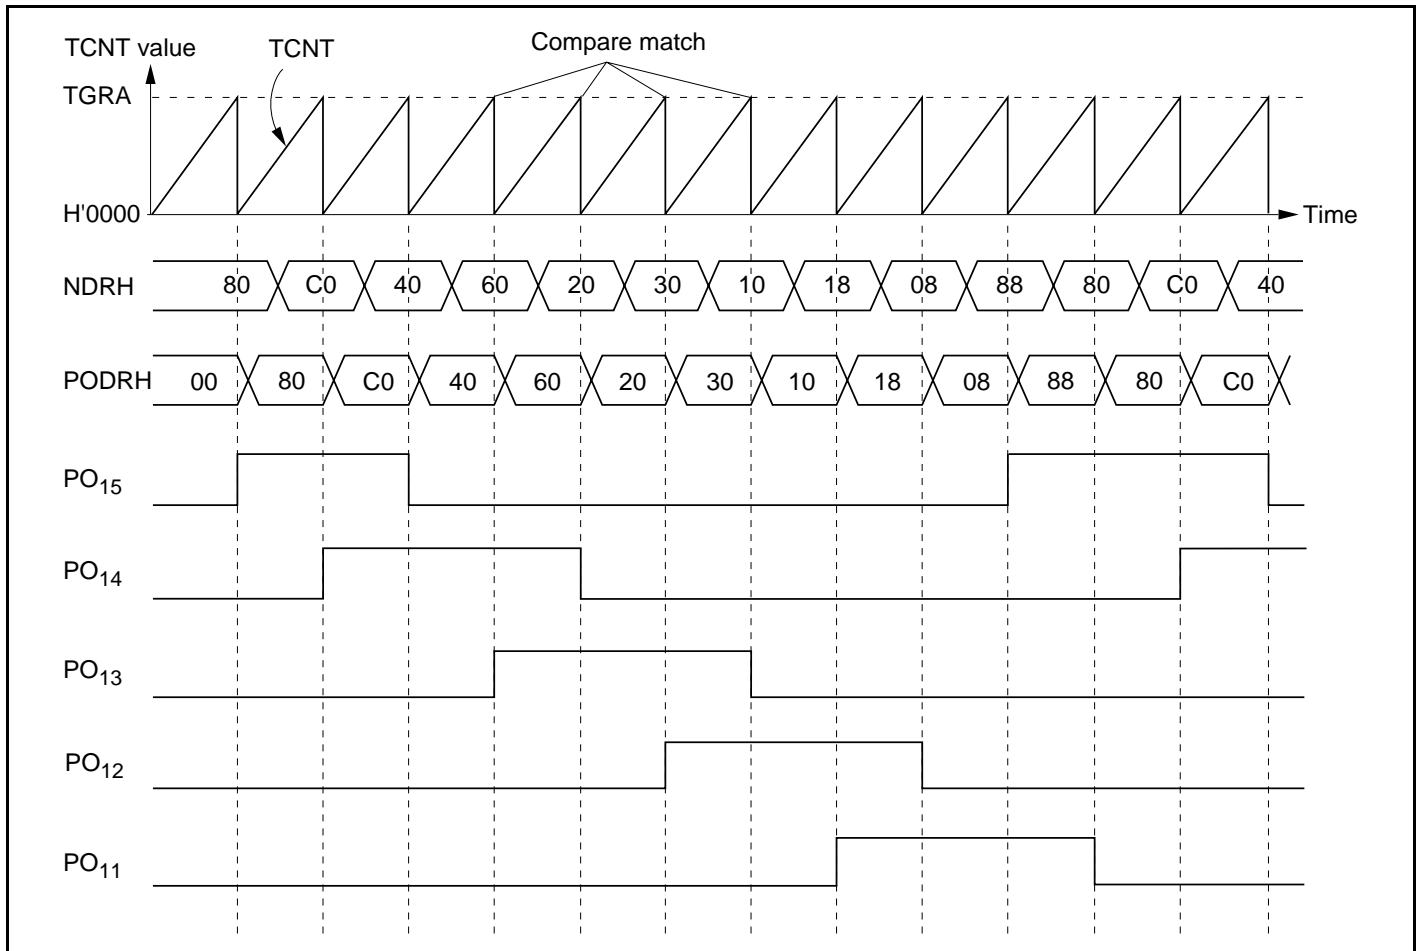 TCNT value
TCNT
Compare match
TGRA
H'0000
Time
NDRH 80 C0 40 60 20 30 10 18 08 88 80 C0 40
PODRH 00 80 C0 40 60 20 30 10 18 08 88 80 C0
PO15
PO14
PO13
PO12
PO11